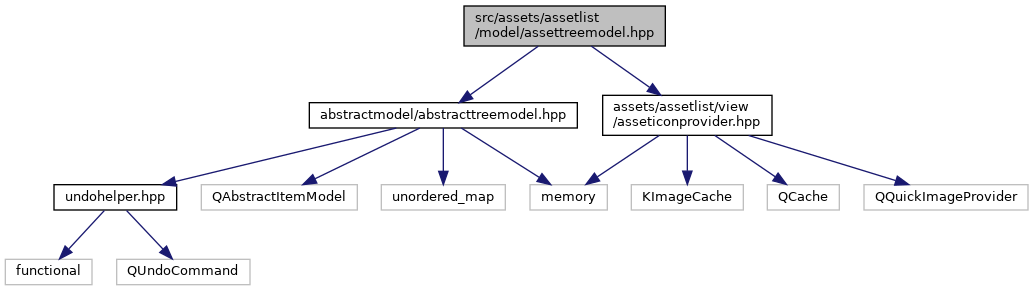 src/assets/assetlist
/model/assettreemodel.hpp
abstractmodel/abstracttreemodel.hpp
assets/assetlist/view
/asseticonprovider.hpp
undohelper.hpp
QAbstractItemModel
unordered_map
memory
KImageCache
QCache
QQuickImageProvider
functional
QUndoCommand